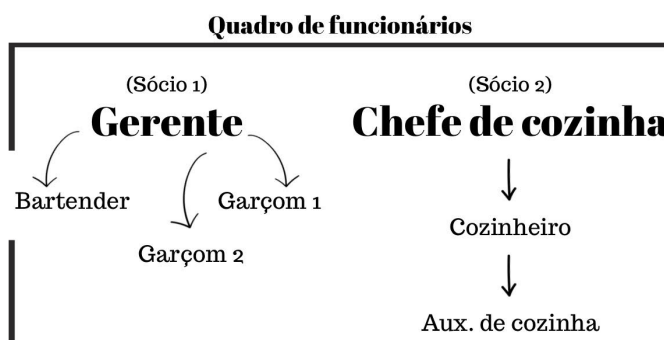 Quadro de funcionários
(Sócio 1)
Gerente
Bartender
Garçom 1
Garçom 2
(Sócio 2)
Chefe de cozinha
Cozinheiro
Aux. de cozinha